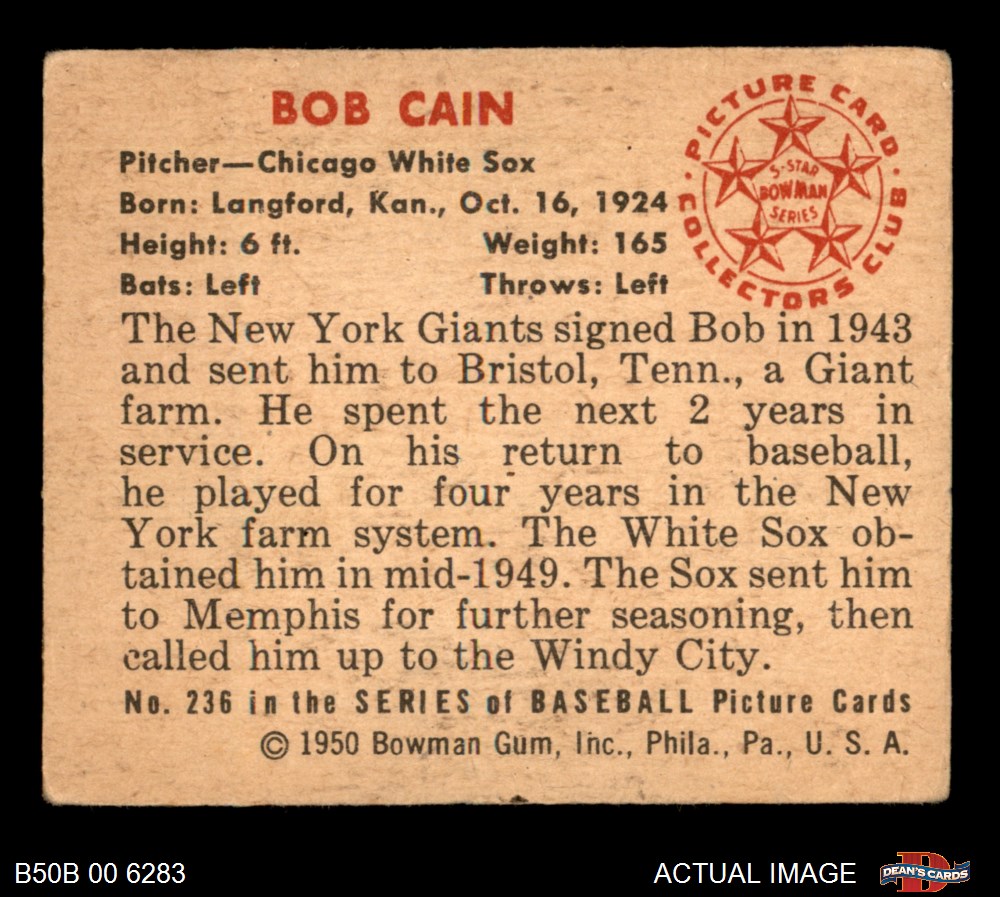 BOB CAIN
Pitcher—Chicago White Sox
Born: Langford, Kan., Oct. 16, 1924
Height: 6 ft. Weight: 165
Bats: Left Throws: Left
PICTURE CARD
COLLECTORS CLUB
5-STAR
BOWMAN
SERIES
The New York Giants signed Bob in 1943
and sent him to Bristol, Tenn., a Giant
farm. He spent the next 2 years in
service. On his return to baseball,
he played for four years in the New
York farm system. The White Sox ob-
tained him in mid-1949. The Sox sent him
to Memphis for further seasoning, then
called him up to the Windy City.
No. 236 in the SERIES of BASEBALL Picture Cards
© 1950 Bowman Gum, Inc., Phila., Pa., U. S. A.
B50B 00 6283
ACTUAL IMAGE
D
DEAN'S CARDS